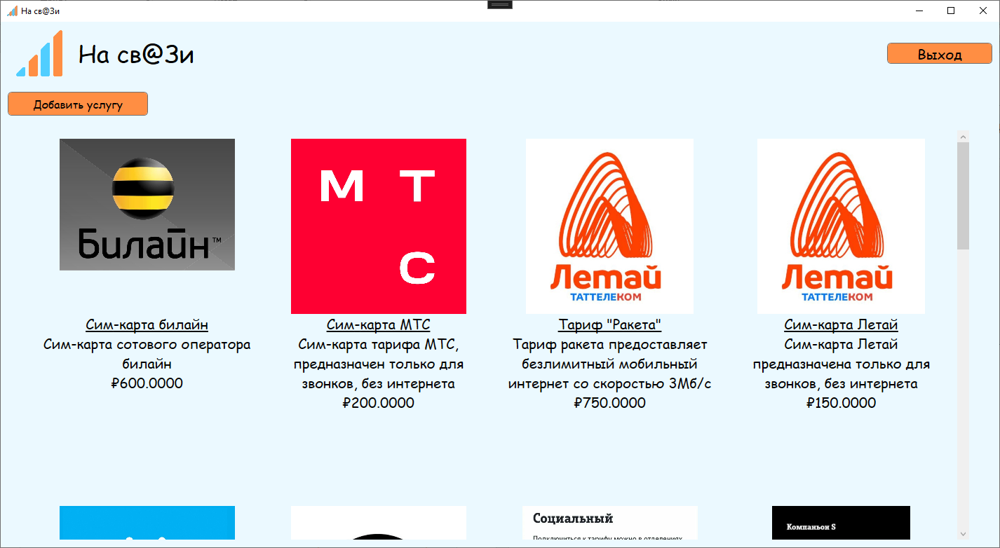 На св@Зи
На св@Зи
Выход
Добавить услугу
Билайн™
М Т
С
Летай
ТАТТЕЛЕКОМ
Летай
ТАТТЕЛЕКОМ
Сим-карта билайн
Сим-карта сотового оператора
билайн
₽600.0000
Сим-карта МТС
Сим-карта тарифа МТС,
предназначен только для
звонков, без интернета
₽200.0000
Тариф "Ракета"
Тариф ракета предоставляет
безлимитный мобильный
интернет со скоростью 3Мб/с
₽750.0000
Сим-карта Летай
Сим-карта Летай
предназначена только для
звонков, без интернета
₽150.0000
Социальный
Подключиться к тарифу можно в отделениях
Компаньон S